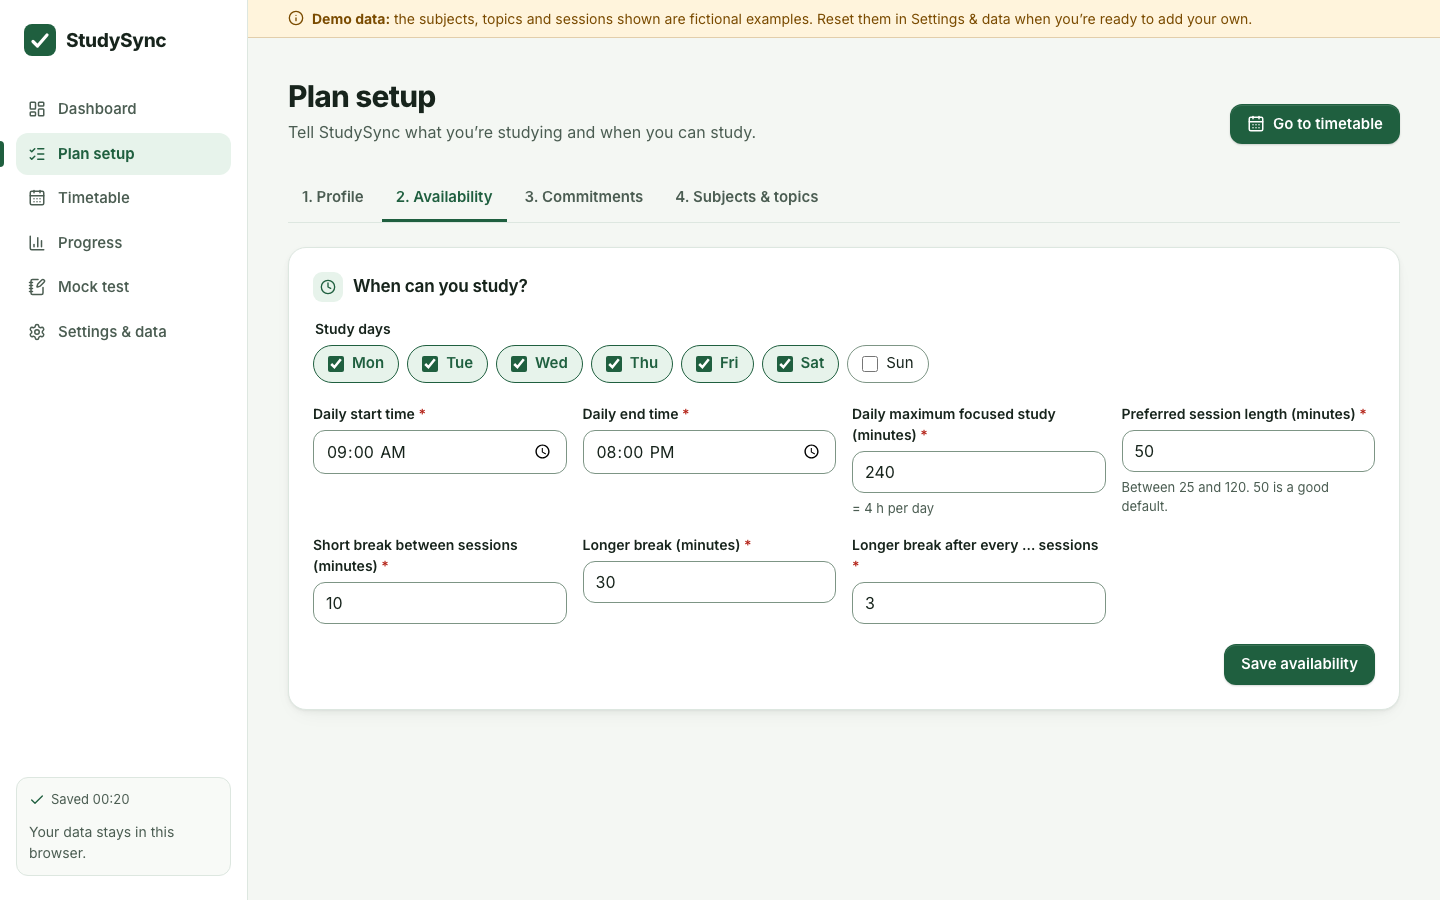 StudySync
Dashboard
Plan setup
Timetable
Progress
Mock test
Settings & data
Saved 00:20
Your data stays in this
browser.
Demo data: the subjects, topics and sessions shown are fictional examples. Reset them in Settings & data when you’re ready to add your own.
Plan setup
Tell StudySync what you’re studying and when you can study.
Go to timetable
1. Profile
2. Availability
3. Commitments
4. Subjects & topics
When can you study?
Study days
Mon
Tue
Wed
Thu
Fri
Sat
Sun
Daily start time *
09:00 AM
Daily end time *
08:00 PM
Daily maximum focused study
(minutes) *
240
= 4 h per day
Preferred session length (minutes) *
50
Between 25 and 120. 50 is a good
default.
Short break between sessions
(minutes) *
10
Longer break (minutes) *
30
Longer break after every … sessions
*
3
Save availability